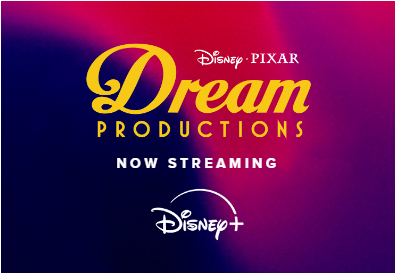 Disney · PIXAR
Dream
PRODUCTIONS
NOW STREAMING
Disney+